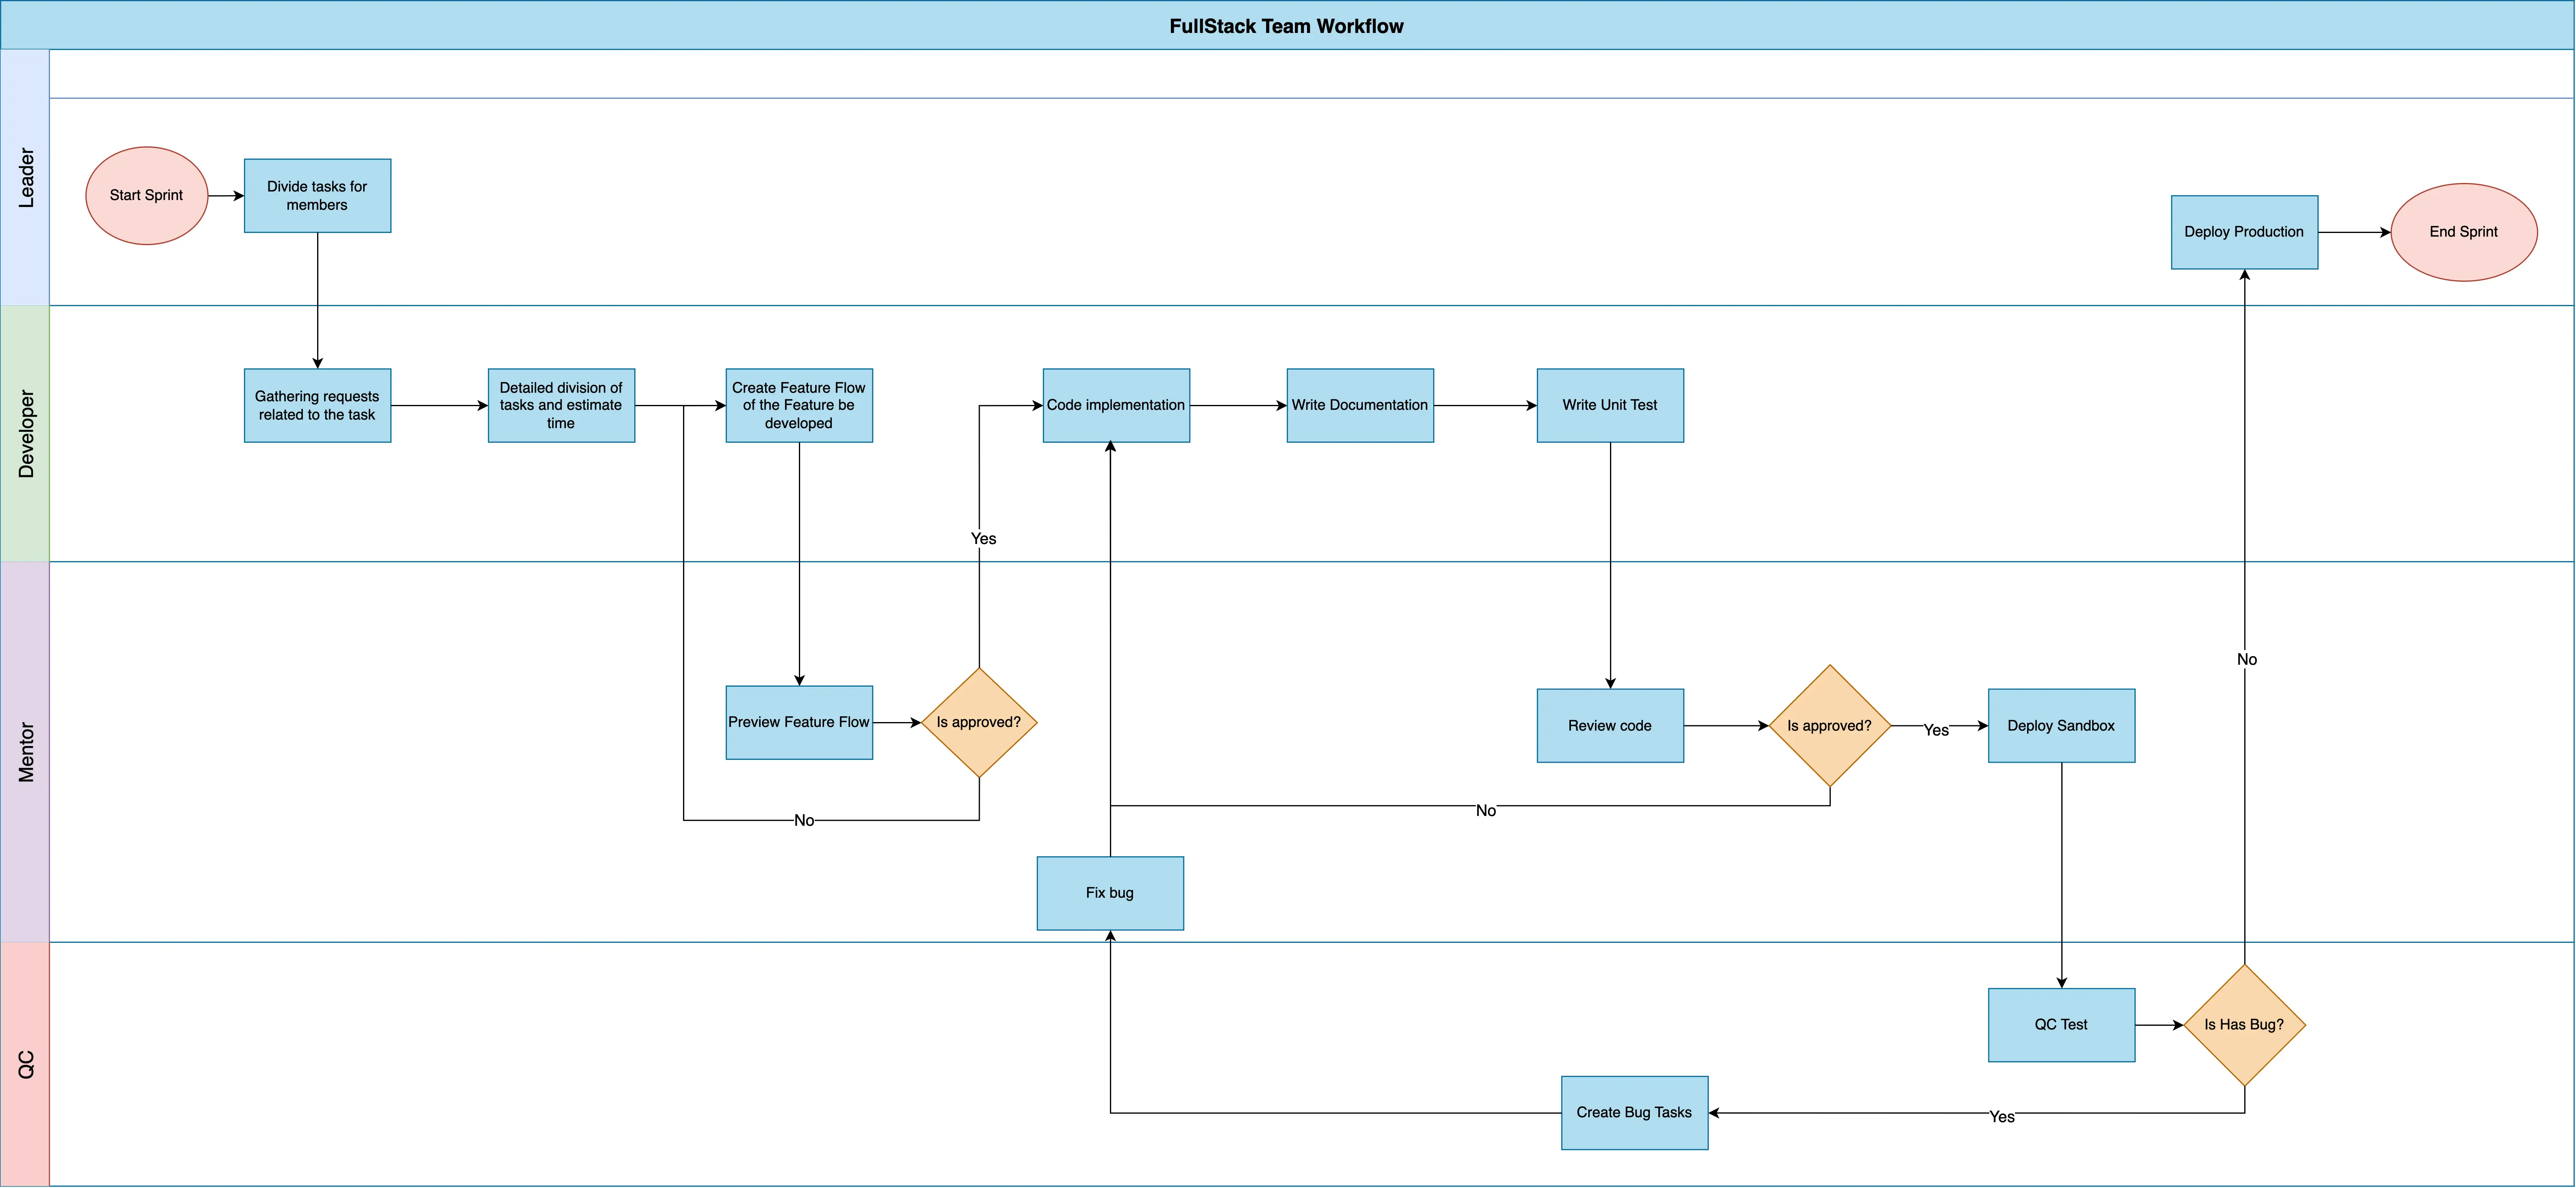 FullStack Team Workflow
Leader
Start Sprint
Divide tasks for
members
Deploy Production
End Sprint
Developer
Gathering requests
related to the task
Detailed division of
tasks and estimate
time
Create Feature Flow
of the Feature be
developed
Code implementation
Write Documentation
Write Unit Test
Yes
Mentor
Preview Feature Flow
Is approved?
No
Review code
Is approved?
Yes
Deploy Sandbox
No
No
Fix bug
QC
QC Test
Is Has Bug?
Create Bug Tasks
Yes